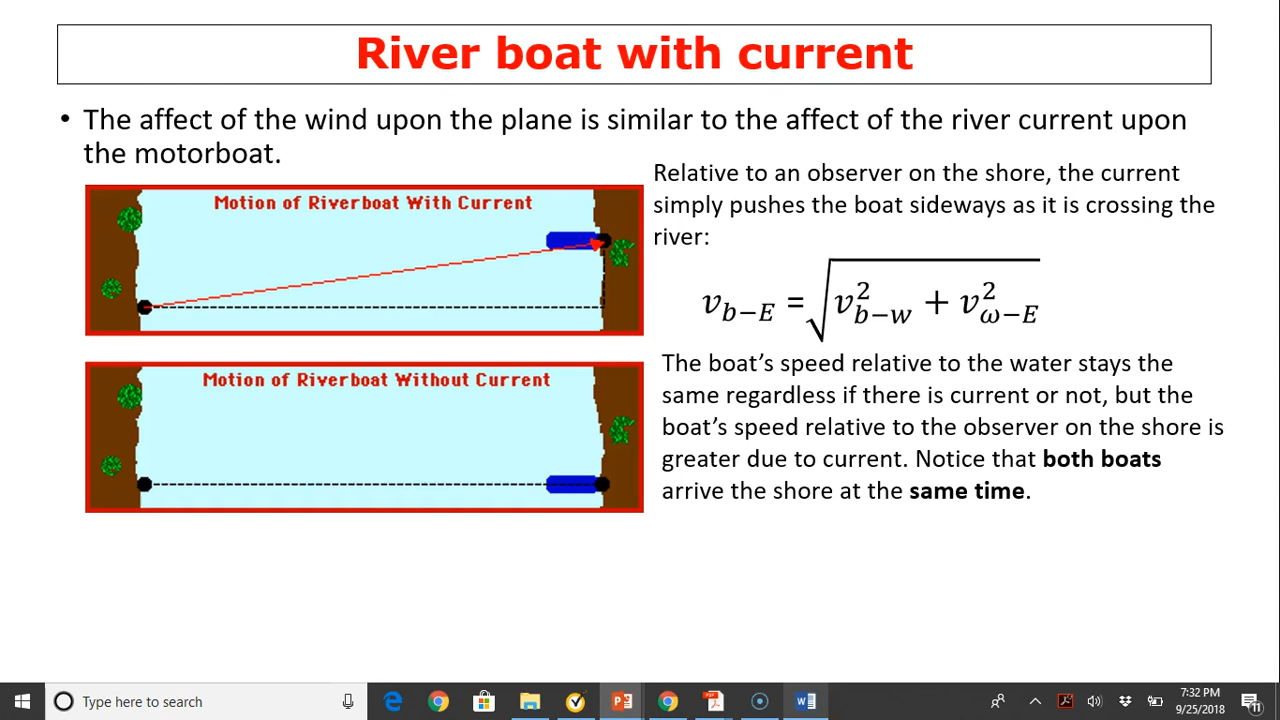 River boat with current
• The affect of the wind upon the plane is similar to the affect of the river current upon
the motorboat.
Relative to an observer on the shore, the current
simply pushes the boat sideways as it is crossing the
river:
Motion of Riverboat With Current
v_{b−E} = √(v²_{b−w} + v²_{ω−E})
The boat’s speed relative to the water stays the
same regardless if there is current or not, but the
boat’s speed relative to the observer on the shore is
greater due to current. Notice that both boats
arrive the shore at the same time.
Motion of Riverboat Without Current
Type here to search
7:32 PM
9/25/2018
11